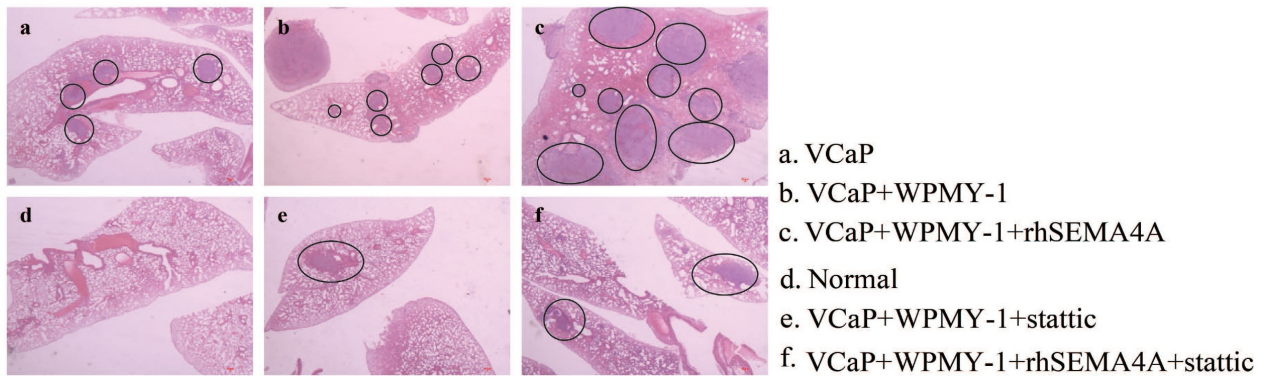 a
b
c
d
e
f
a. VCaP
b. VCaP+WPMY-1
c. VCaP+WPMY-1+rhSEMA4A
d. Normal
e. VCaP+WPMY-1+stattic
f. VCaP+WPMY-1+rhSEMA4A+stattic